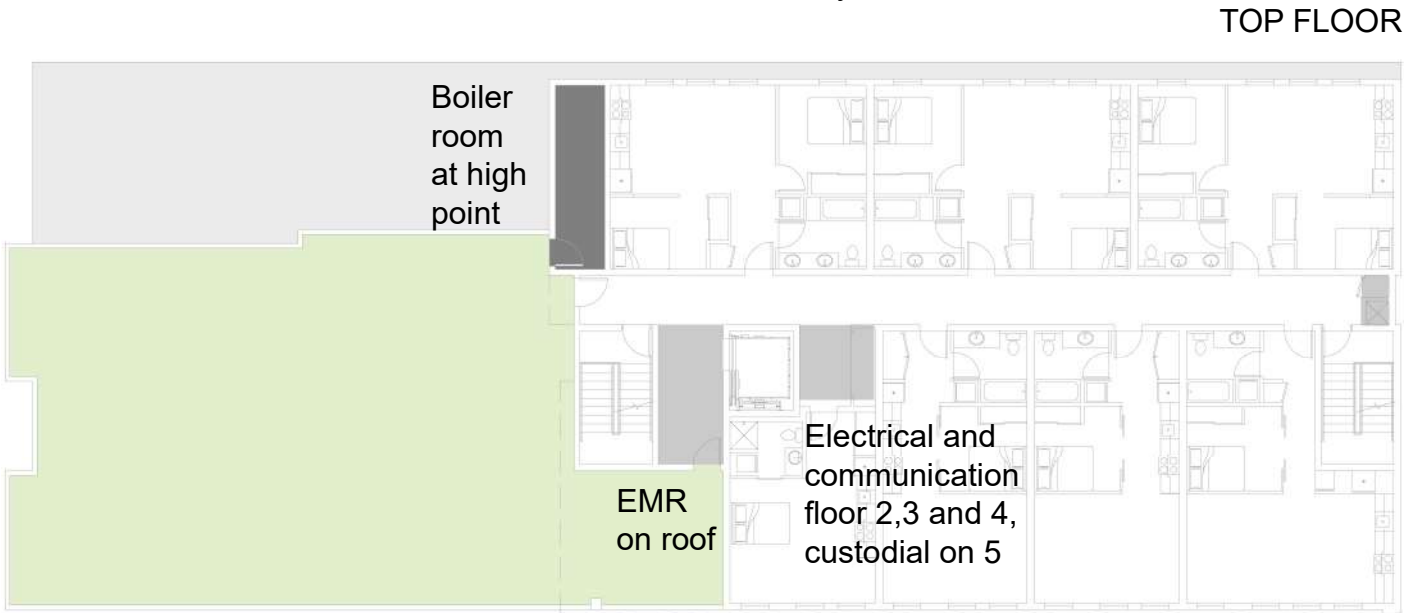 TOP FLOOR
Boiler
room
at high
point
Electrical and
communication
floor 2,3 and 4,
custodial on 5
EMR
on roof